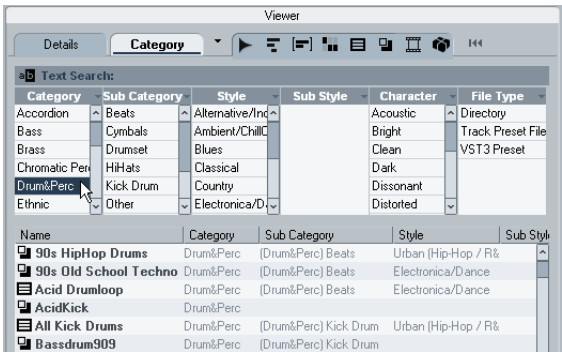 Viewer
Details Category
ab Text Search:
Category Sub Category Style Sub Style Character File Type
Accordion Beats Alternative/Ind Acoustic Directory
Bass Cymbals Ambient/ChillO Bright Track Preset File
Brass Drumset Blues Clean VST3 Preset
Chromatic Perc HiHats Classical Dark
Drum&Perc Kick Drum Country Dissonant
Ethnic Other Electronica/D Distorted
Name Category Sub Category Style Sub Style
90s HipHop Drums Drum&Perc (Drum&Perc) Beats Urban (Hip-Hop / R&
90s Old School Techno Drum&Perc (Drum&Perc) Beats Electronica/Dance
Acid Drumloop Drum&Perc (Drum&Perc) Beats Electronica/Dance
AcidKick Drum&Perc
All Kick Drums Drum&Perc (Drum&Perc) Kick Drum Urban (Hip-Hop / R&
Bassdrum909 Drum&Perc (Drum&Perc) Kick Drum